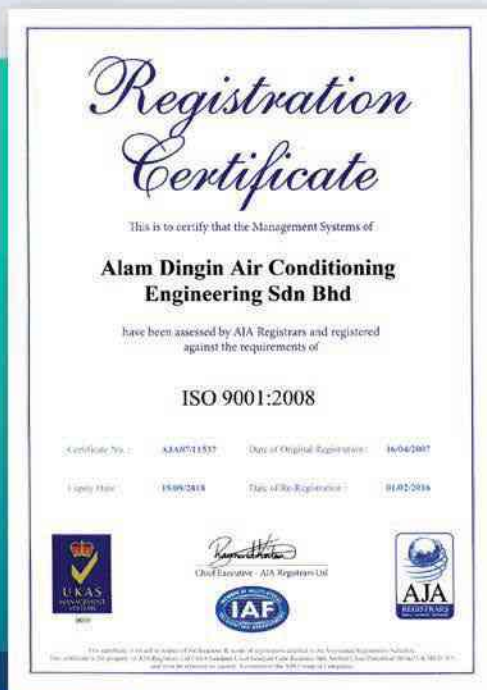 Registration
Certificate
This is to certify that the Management Systems of
Alam Dingin Air Conditioning
Engineering Sdn Bhd
have been assessed by AJA Registrars and registered
against the requirements of
ISO 9001:2008
Certificate No. : AJA07/11537 Date of Original Registration : 16/04/2007
Expiry Date : 15/09/2018 Date of Re-Registration : 01/02/2016
UKAS
MANAGEMENT
SYSTEMS
Chief Executive - AJA Registrars Ltd
IAF
AJA
REGISTRARS